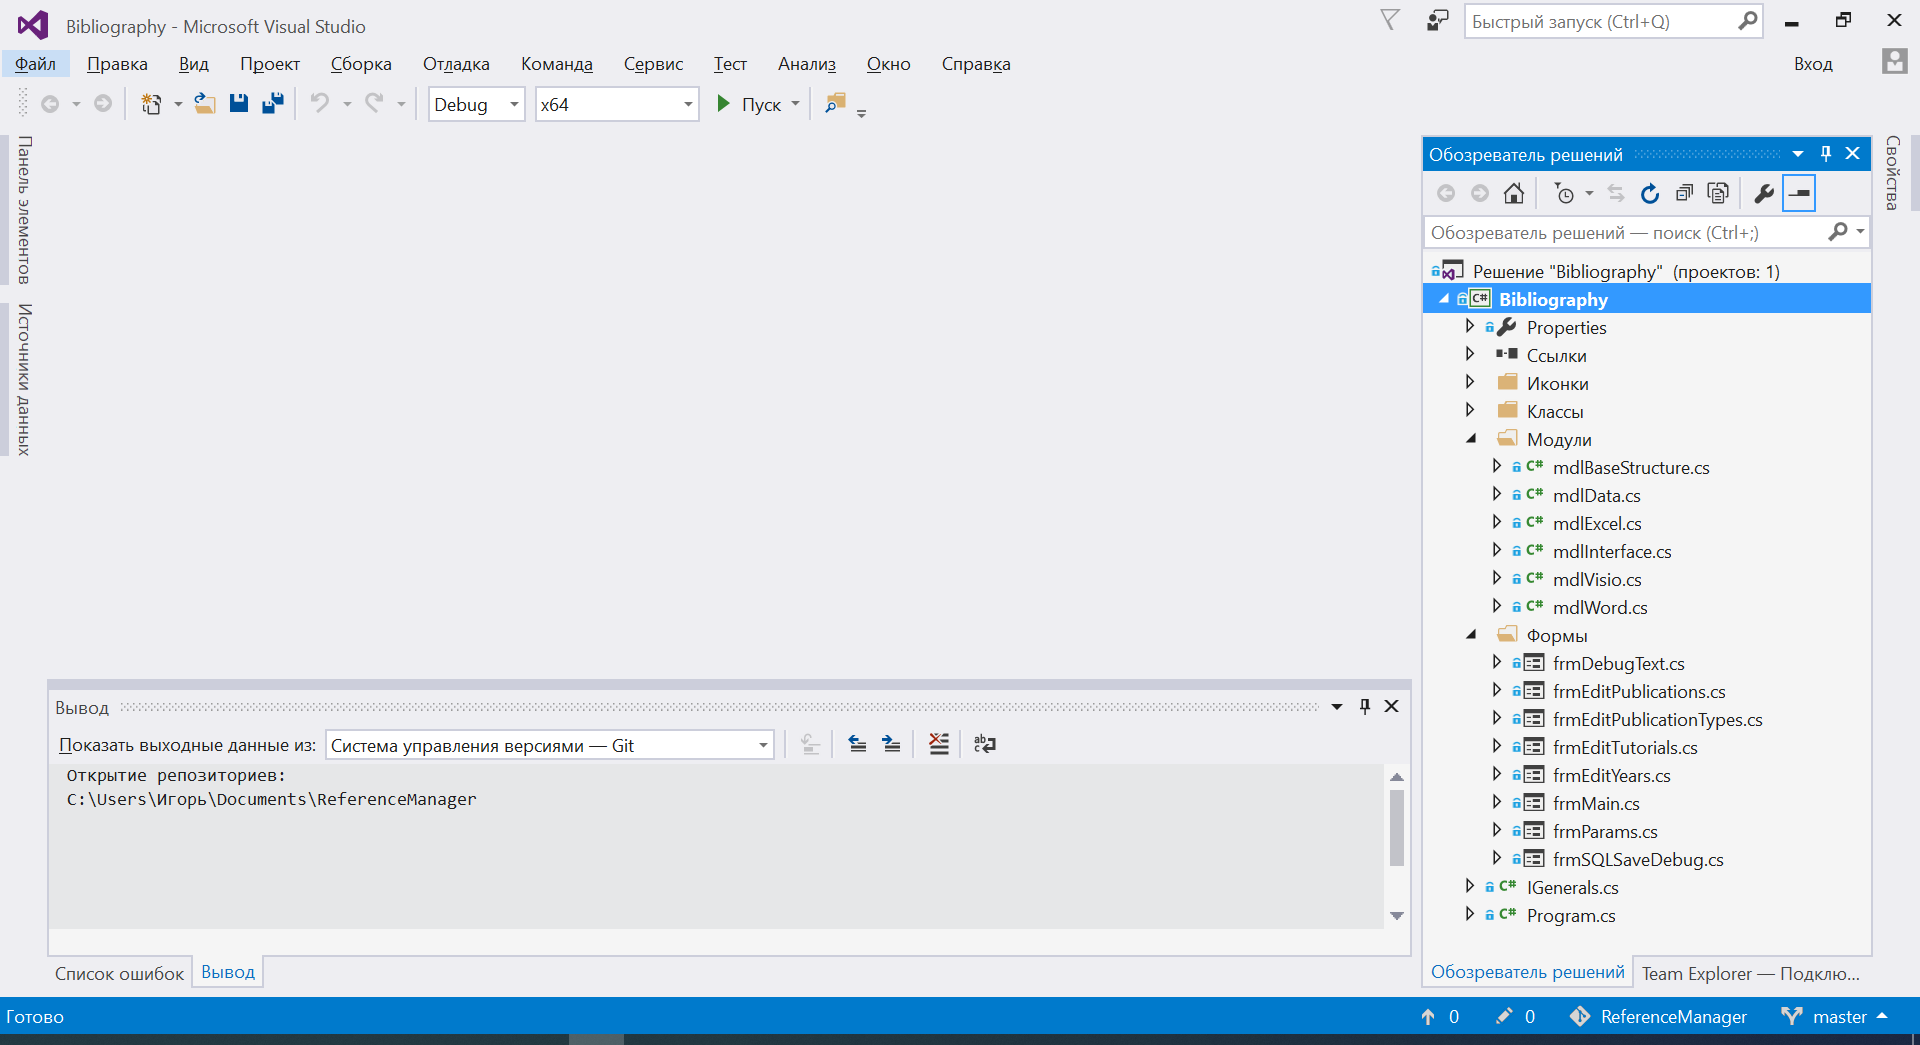 Bibliography - Microsoft Visual Studio
Быстрый запуск (Ctrl+Q)
Файл Правка Вид Проект Сборка Отладка Команда Сервис Тест Анализ Окно Справка Вход
Debug x64 Пуск
Панель элементов
Источники данных
Обозреватель решений
Свойства
Обозреватель решений — поиск (Ctrl+;)
Решение "Bibliography" (проектов: 1)
C# Bibliography
Properties
Ссылки
Иконки
Классы
Модули
C# mdlBaseStructure.cs
C# mdlData.cs
C# mdlExcel.cs
C# mdlInterface.cs
C# mdlVisio.cs
C# mdlWord.cs
Формы
frmDebugText.cs
frmEditPublications.cs
frmEditPublicationTypes.cs
frmEditTutorials.cs
frmEditYears.cs
frmMain.cs
frmParams.cs
frmSQLSaveDebug.cs
C# IGenerals.cs
C# Program.cs
Обозреватель решений Team Explorer — Подклю...
Вывод
Показать выходные данные из: Система управления версиями — Git
Открытие репозиториев:
C:\Users\Игорь\Documents\ReferenceManager
Список ошибок Вывод
Готово 0 0 ReferenceManager master